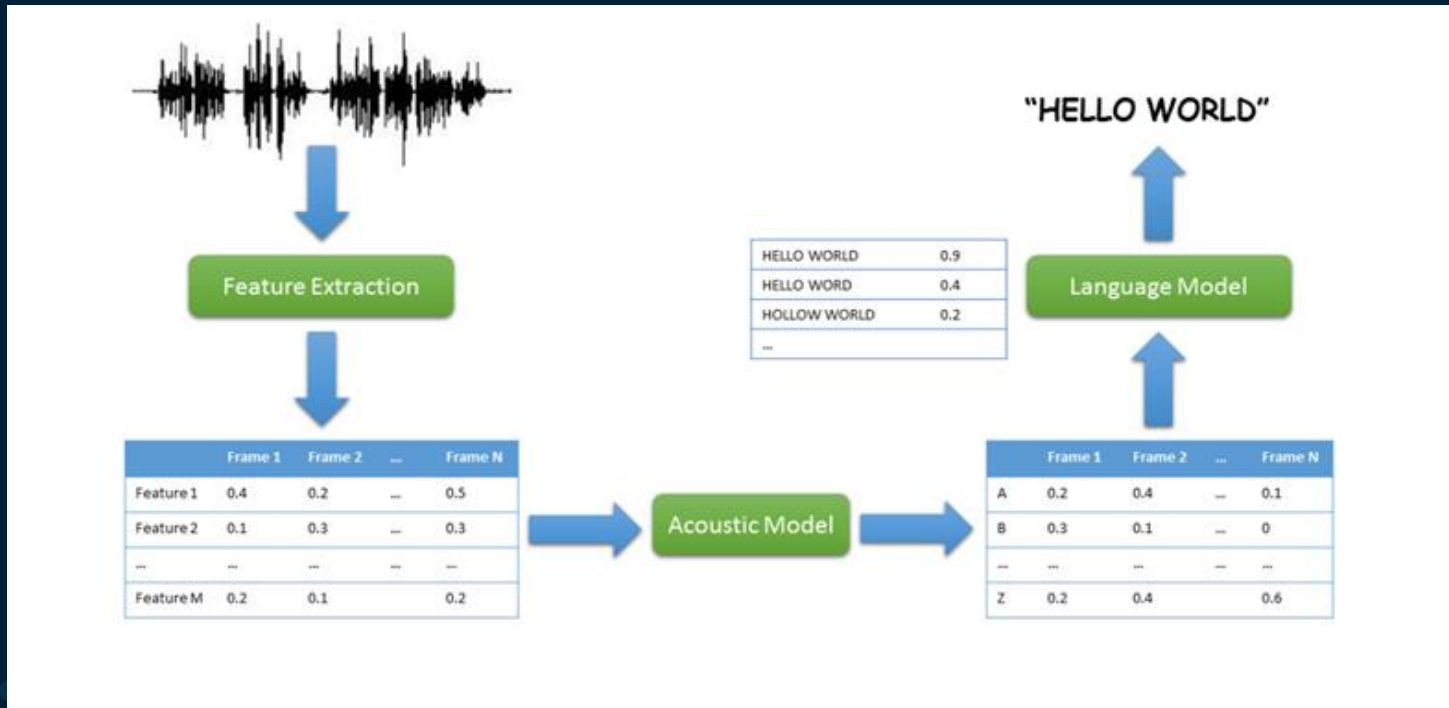 "HELLO WORLD"
Feature Extraction
HELLO WORLD 0.9
HELLO WORD 0.4
HOLLOW WORLD 0.2
...
Language Model
Frame 1 Frame 2 ... Frame N
Feature 1 0.4 0.2 ... 0.5
Feature 2 0.1 0.3 ... 0.3
... ... ... ... ...
Feature M 0.2 0.1 0.2
Acoustic Model
Frame 1 Frame 2 ... Frame N
A 0.2 0.4 ... 0.1
B 0.3 0.1 ... 0
... ... ... ... ...
Z 0.2 0.4 0.6